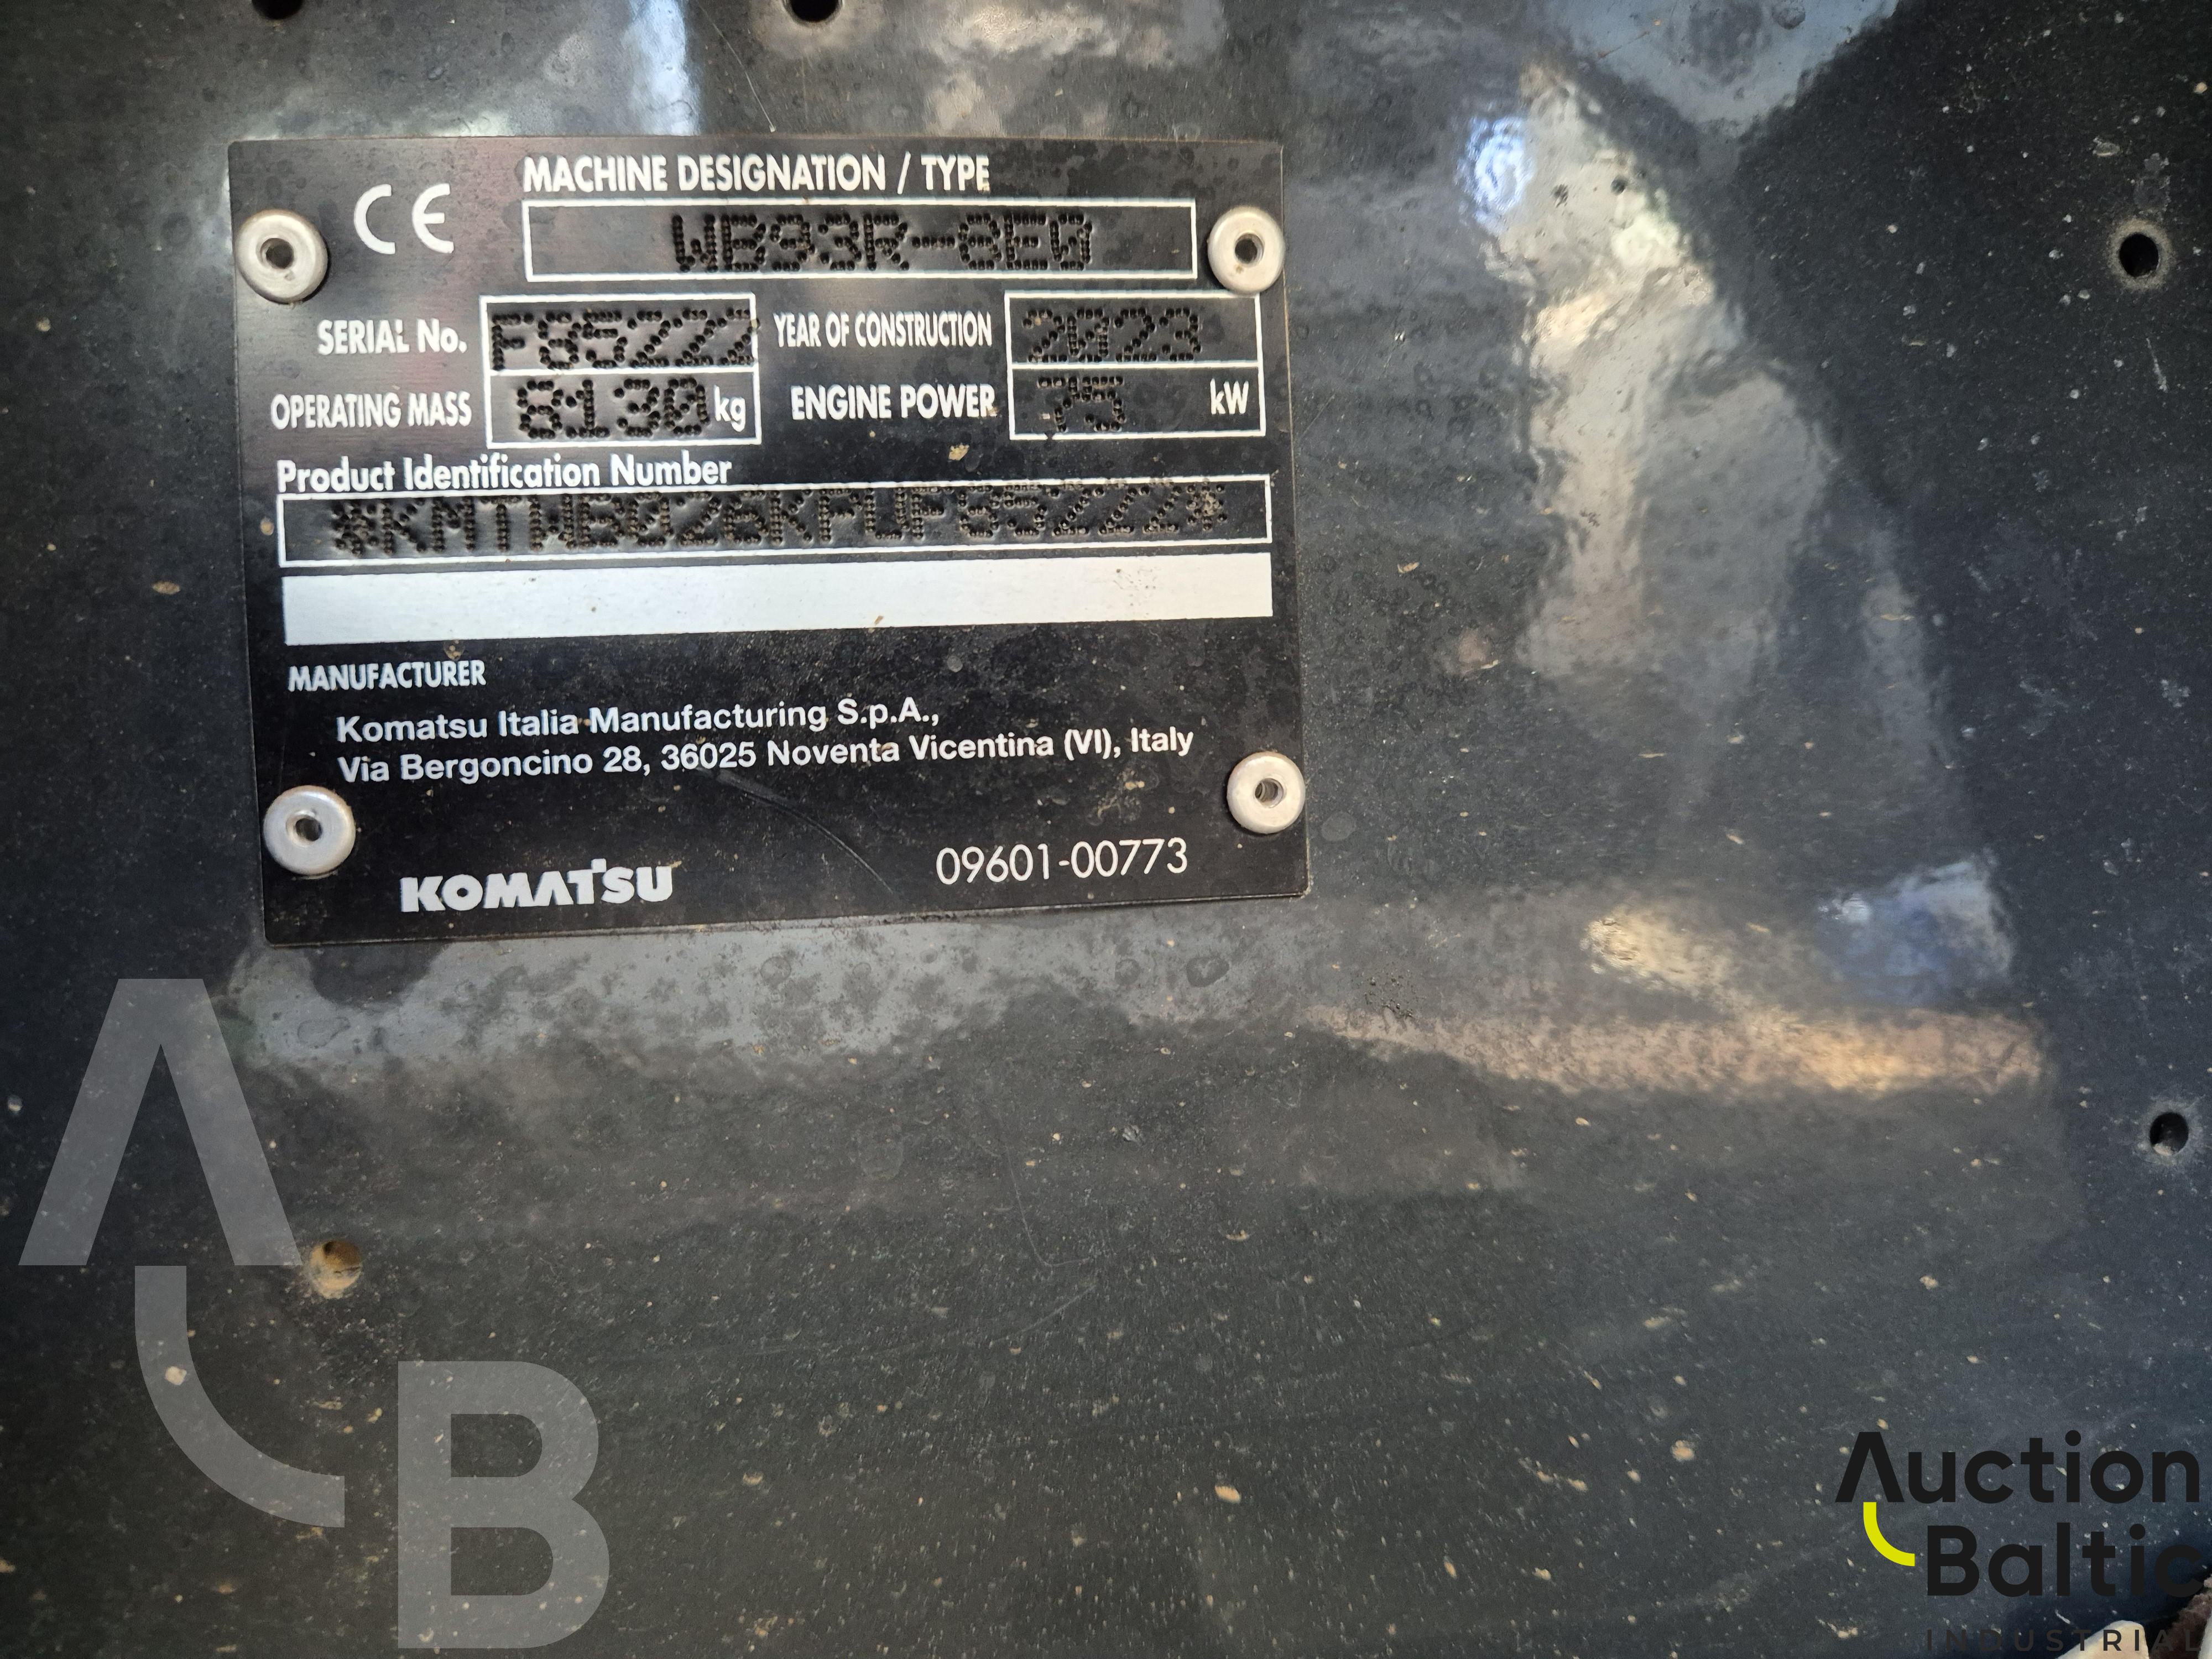 CE
MACHINE DESIGNATION / TYPE
WB93R-8E0
SERIAL No.
F85222
YEAR OF CONSTRUCTION
2023
OPERATING MASS
8130 kg
ENGINE POWER
75 kW
Product Identification Number
MANUFACTURER
Komatsu Italia Manufacturing S.p.A.,
Via Bergoncino 28, 36025 Noventa Vicentina (VI), Italy
KOMATSU
09601-00773
AB
Auction
Baltic
INDUSTRIAL